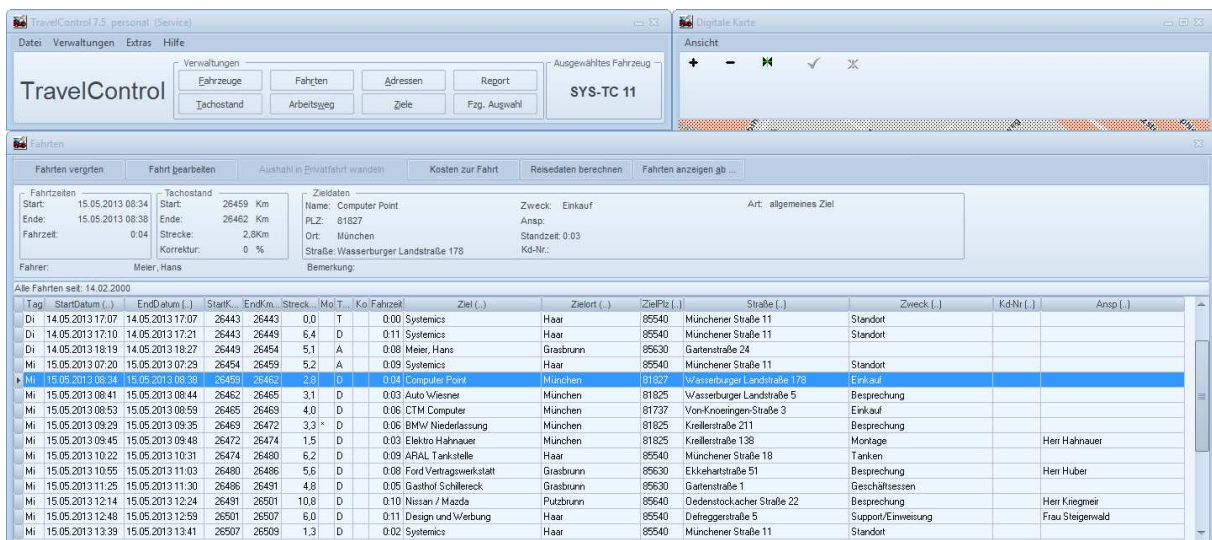 TravelControl 7.5 personal (Service)
Digitale Karte
Datei Verwaltungen Extras Hilfe
Ansicht
TravelControl
Verwaltungen
Fahrzeuge Fahrten Adressen Report
Tachostand Arbeitsweg Ziele Fzg. Auswahl
Ausgewähltes Fahrzeug
SYS-TC 11
Fahrten
Fahrten verorten Fahrt bearbeiten Auswahl in Privatfahrt wandeln Kosten zur Fahrt Reisedaten berechnen Fahrten anzeigen ab ...
Fahrtzeiten Tachostand Zieldaten
Start: 15.05.2013 08:34 Start: 26459 Km Name: Computer Point Zweck: Einkauf Art: allgemeines Ziel
Ende: 15.05.2013 08:38 Ende: 26462 Km PLZ: 81827 Ansp:
Fahrzeit: 0:04 Strecke: 2,8Km Ort: München Standzeit: 0:03
Korrektur: 0 % Straße: Wasserburger Landstraße 178 Kd-Nr.:
Fahrer: Meier, Hans Bemerkung:
Alle Fahrten seit: 14.02.2000
Tag StartDatum (..) EndDatum (..) StartK... EndKm... Streck... Mo T... Ko Fahrzeit Ziel (..) Zielort (..) ZielPlz (..) Straße (..) Zweck (..) Kd-Nr (..) Ansp (..)
Di 14.05.2013 17:07 14.05.2013 17:07 26443 26443 0,0 T 0:00 Systemics Haar 85540 Münchener Straße 11 Standort
Di 14.05.2013 17:10 14.05.2013 17:21 26443 26449 6,4 D 0:11 Systemics Haar 85540 Münchener Straße 11 Standort
Di 14.05.2013 18:19 14.05.2013 18:27 26449 26454 5,1 A 0:08 Meier, Hans Grasbrunn 85630 Gartenstraße 24
Mi 15.05.2013 07:20 15.05.2013 07:29 26454 26459 5,2 A 0:09 Systemics Haar 85540 Münchener Straße 11 Standort
Mi 15.05.2013 08:34 15.05.2013 08:38 26459 26462 2,8 D 0:04 Computer Point München 81827 Wasserburger Landstraße 178 Einkauf
Mi 15.05.2013 08:41 15.05.2013 08:44 26462 26465 3,1 D 0:03 Auto Wiesner München 81825 Wasserburger Landstraße 5 Besprechung
Mi 15.05.2013 08:53 15.05.2013 08:59 26465 26469 4,0 D 0:06 CTM Computer München 81737 Von-Knoeringen-Straße 3 Einkauf
Mi 15.05.2013 09:29 15.05.2013 09:35 26469 26472 3,3 * D 0:06 BMW Niederlassung München 81825 Kreillerstraße 211 Besprechung
Mi 15.05.2013 09:45 15.05.2013 09:48 26472 26474 1,5 D 0:03 Elektro Hahnauer München 81825 Kreillerstraße 138 Montage Herr Hahnauer
Mi 15.05.2013 10:22 15.05.2013 10:31 26474 26480 6,2 D 0:09 ARAL Tankstelle Haar 85540 Münchener Straße 18 Tanken
Mi 15.05.2013 10:55 15.05.2013 11:03 26480 26486 5,6 D 0:08 Ford Vertragswerkstatt Grasbrunn 85630 Ekkehartstraße 51 Besprechung Herr Huber
Mi 15.05.2013 11:25 15.05.2013 11:30 26486 26491 4,8 D 0:05 Gasthof Schillereck Grasbrunn 85630 Gartenstraße 1 Geschäftsessen
Mi 15.05.2013 12:14 15.05.2013 12:24 26491 26501 10,8 D 0:10 Nissan / Mazda Putzbrunn 85640 Oedenstockacher Straße 22 Besprechung Herr Kriegmeir
Mi 15.05.2013 12:48 15.05.2013 12:59 26501 26507 6,0 D 0:11 Design und Werbung Haar 85540 Defreggerstraße 5 Support/Einweisung Frau Steigerwald
Mi 15.05.2013 13:39 15.05.2013 13:41 26507 26509 1,3 D 0:02 Systemics Haar 85540 Münchener Straße 11 Standort